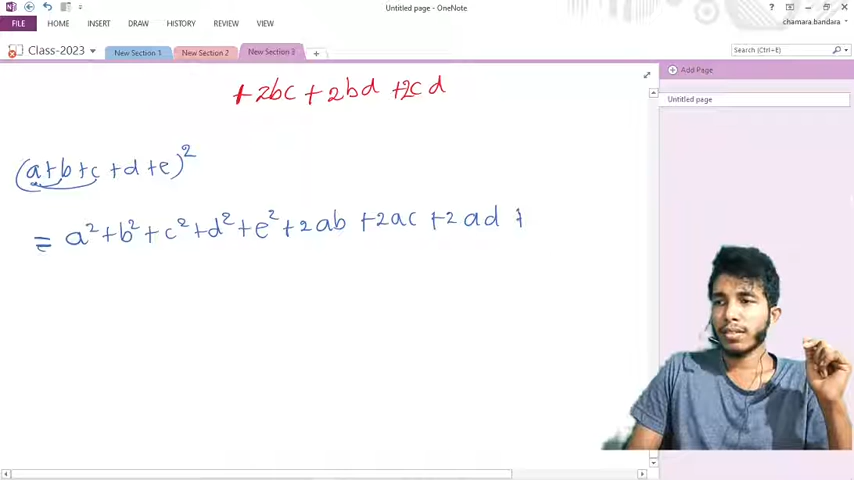 Untitled page - OneNote
FILE HOME INSERT DRAW HISTORY REVIEW VIEW
chamara.bandara
Class-2023 New Section 1 New Section 2 New Section 3 +
Search (Ctrl+E)
Add Page
Untitled page
+ 2bc + 2bd + 2cd
(a+b+c+d+e)²
= a² + b² + c² + d² + e² + 2ab + 2ac + 2ad +